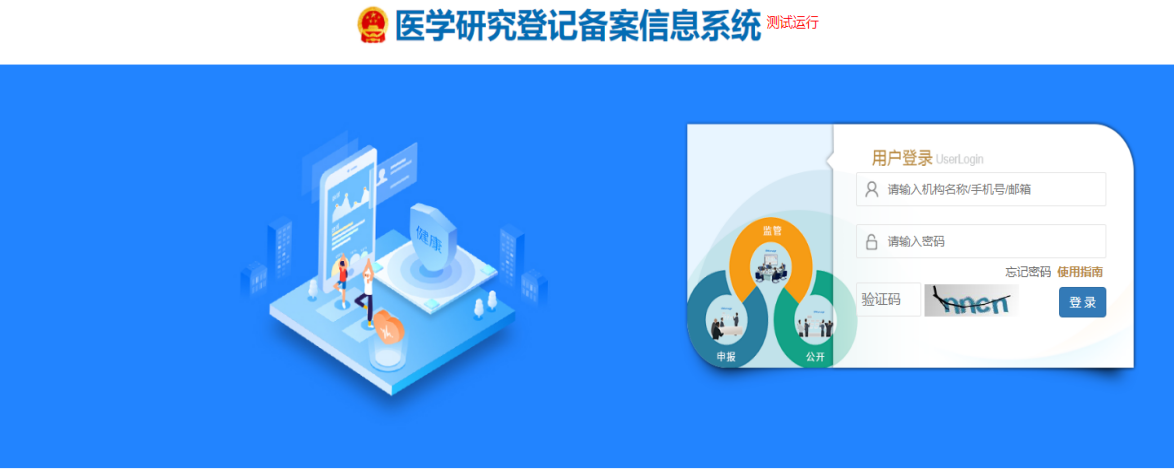 医学研究登记备案信息系统 测试运行
健康
用户登录 UserLogin
请输入机构名称/手机号/邮箱
请输入密码
忘记密码 使用指南
验证码 nncn 登录
监管
申报 公开